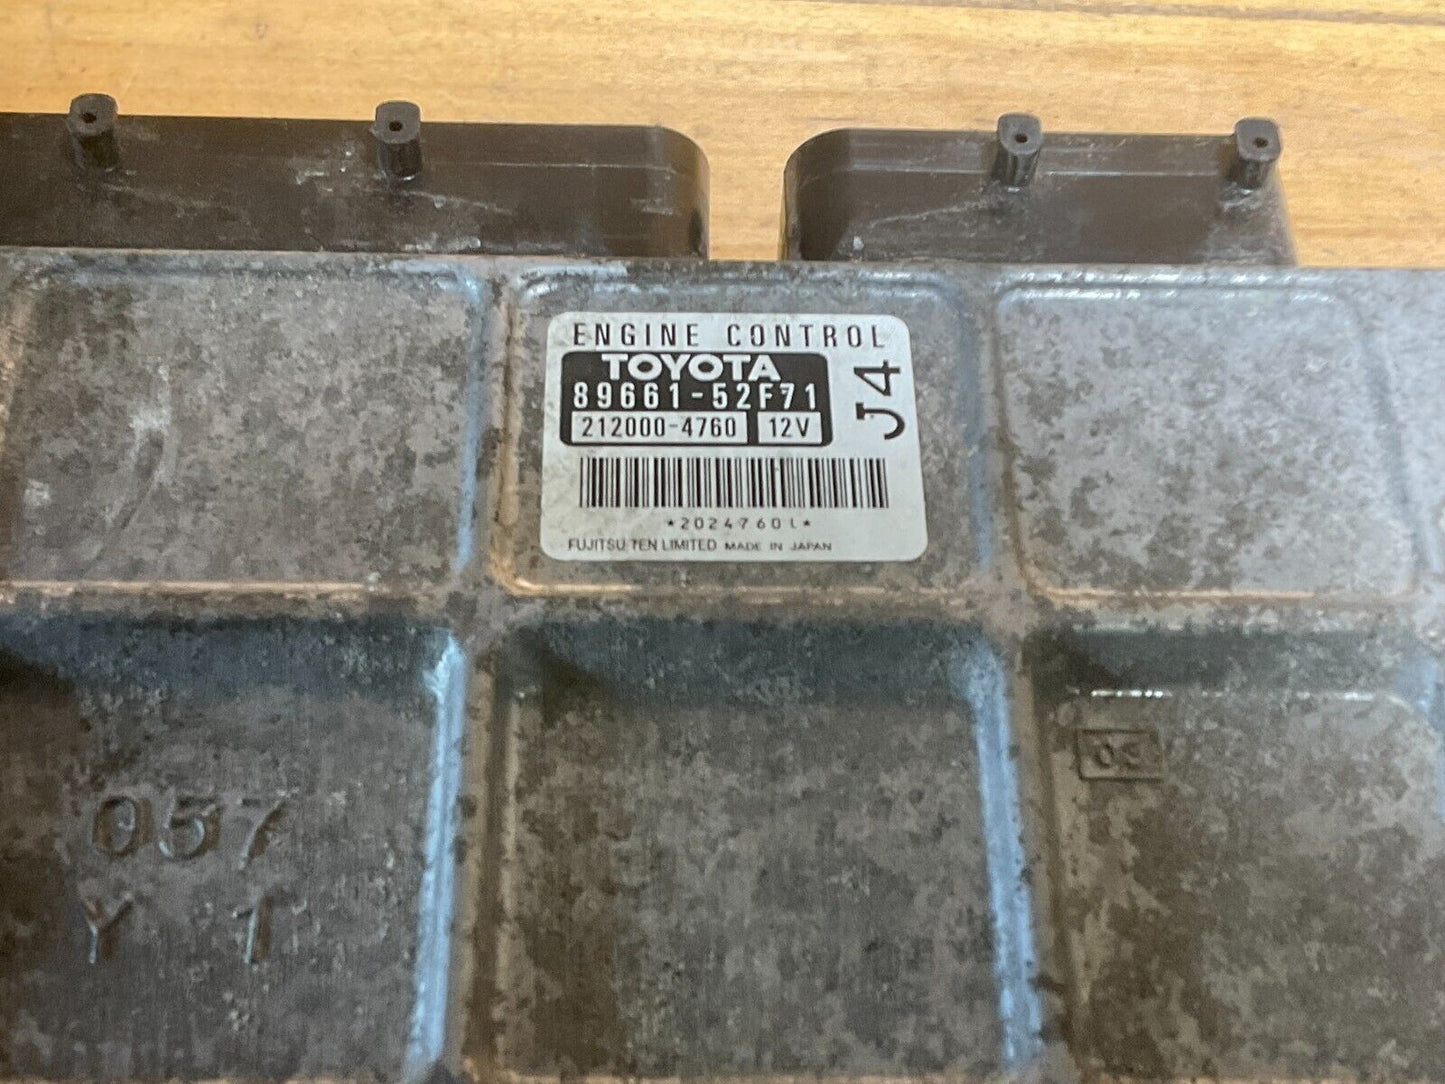 ENGINE CONTROL
TOYOTA
89661-52F71
212000-4760 12V
J4
*2024760L*
FUJITSU TEN LIMITED MADE IN JAPAN
057
Y 1